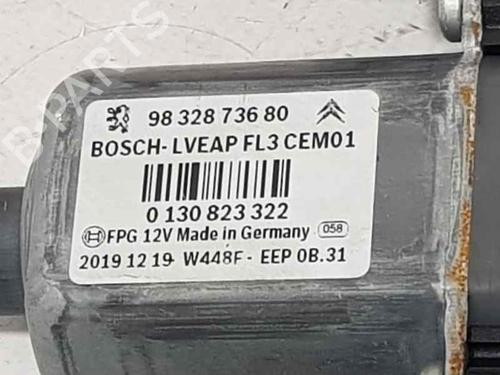 98 328 736 80
BOSCH-LVEAP FL3 CEM01
0 130 823 322
FPG 12V Made in Germany 058
2019 12 19- W448F - EEP 0B.31
B-PARTS